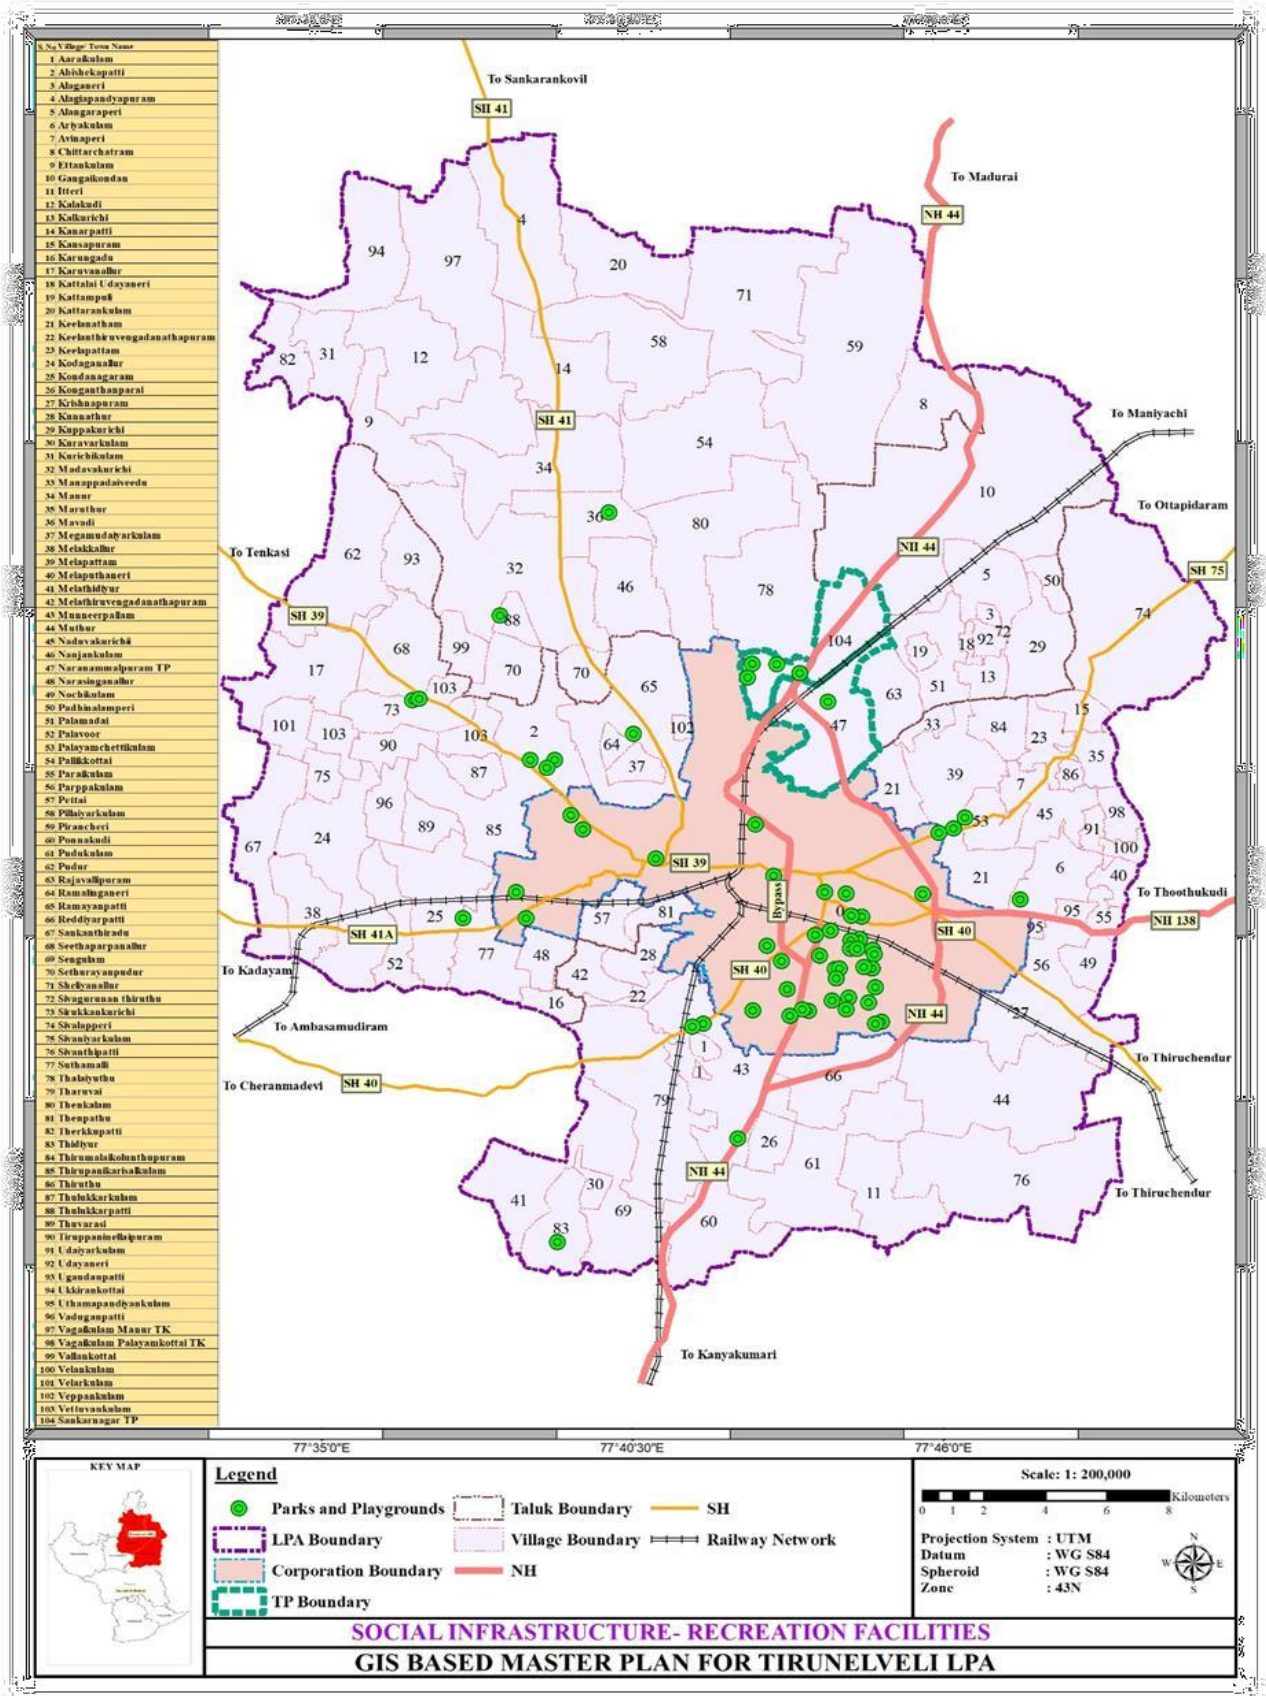 S.No Village/ Town Name
1 Aaraikulam
2 Abishekapatti
3 Alaganeri
4 Alagiapandyapuram
5 Alangaraperi
6 Ariyakulam
7 Avinaperi
8 Chittarchatram
9 Ettankulam
10 Gangaikondan
11 Itteri
12 Kalakudi
13 Kalkurichi
14 Kanarpatti
15 Kansapuram
16 Karungadu
17 Karuvanallur
18 Kattalai Udayaneri
19 Kattampuli
20 Kattarankulam
21 Keelanatham
22 Keelanthiruvengadanathapuram
23 Keelapattam
24 Kodaganallur
25 Kondanagaram
26 Konganthanparai
27 Krishnapuram
28 Kunnathur
29 Kuppakurichi
30 Kuravarkulam
31 Kurichikulam
32 Madavakurichi
33 Manappadaiveedu
34 Manur
35 Maruthur
36 Mavadi
37 Megamudaiyarkulam
38 Melakkallur
39 Melapattam
40 Melaputhaneri
41 Melathidiyur
42 Melathiruvengadanathapuram
43 Munneerpallam
44 Muthur
45 Naduvakurichi
46 Nanjankulam
47 Naranammalpuram TP
48 Narasinganallur
49 Nochikulam
50 Padhinalamperi
51 Palamadai
52 Palavoor
53 Palayamchettikulam
54 Pallikkottai
55 Paraikulam
56 Parppakulam
57 Pettai
58 Pillaiyarkulam
59 Pirancheri
60 Ponnakudi
61 Pudukulam
62 Pudur
63 Rajavallipuram
64 Ramalinganeri
65 Ramayanpatti
66 Reddiyarpatti
67 Sankanthiradu
68 Seethaparpanallur
69 Sengulam
70 Sethurayanpudur
71 Sheliyanallur
72 Sivagurunan thiruthu
73 Sirukkankurichi
74 Sivalapperi
75 Sivaniyarkulam
76 Sivanthipatti
77 Suthamalli
78 Thalaiyuthu
79 Tharuvai
80 Thenkalam
81 Thenpathu
82 Therkkupatti
83 Thidiyur
84 Thirumalaikolunthupuram
85 Thirupanikarisalkulam
86 Thiruthu
87 Thulukkarkulam
88 Thulukkarpatti
89 Thuvarasi
90 Tiruppaninellaipuram
91 Udaiyarkulam
92 Udayaneri
93 Ugandanpatti
94 Ukkirankottai
95 Uthamapandiyankulam
96 Vaduganpatti
97 Vagaikulam Manur TK
98 Vagaikulam Palayamkottai TK
99 Vallankottai
100 Velankulam
101 Velarkulam
102 Veppankulam
103 Vettuvankulam
104 Sankarnagar TP
To Sankarankovil
SH 41
To Madurai
NH 44
4
94
97
20
71
58
59
82
31
12
14
8
To Maniyachi
9
SH 41
54
34
10
36
80
To Ottapidaram
NH 44
To Tenkasi
62
93
32
46
78
5
50
SH 75
SH 39
88
3
74
104
72
92
18
19
29
68
99
17
70
70
65
51
13
103
63
73
15
101
103
90
103
2
102
47
33
84
23
64
37
35
75
87
39
7
86
21
96
45
98
24
89
85
53
91
67
SH 39
100
6
40
21
To Thoothukudi
38
25
57
81
Bypass
0
95
55
NH 138
SH 41A
95
SH 40
52
77
48
28
56
49
To Kadayam
42
SH 40
16
22
27
To Ambasamudiram
NH 44
1
To Thiruchendur
To Cheranmadevi
SH 40
1
43
66
79
44
26
61
NH 44
76
41
30
69
11
To Thiruchendur
60
83
To Kanyakumari
77°35'0"E
77°40'30"E
77°46'0"E
KEY MAP
Legend
Parks and Playgrounds
Taluk Boundary
SH
LPA Boundary
Village Boundary
Railway Network
Corporation Boundary
NH
TP Boundary
Scale: 1: 200,000
Kilometers
0 1 2 4 6 8
Projection System : UTM
Datum : WG S84
Spheroid : WG S84
Zone : 43N
N
W E
S
SOCIAL INFRASTRUCTURE- RECREATION FACILITIES
GIS BASED MASTER PLAN FOR TIRUNELVELI LPA